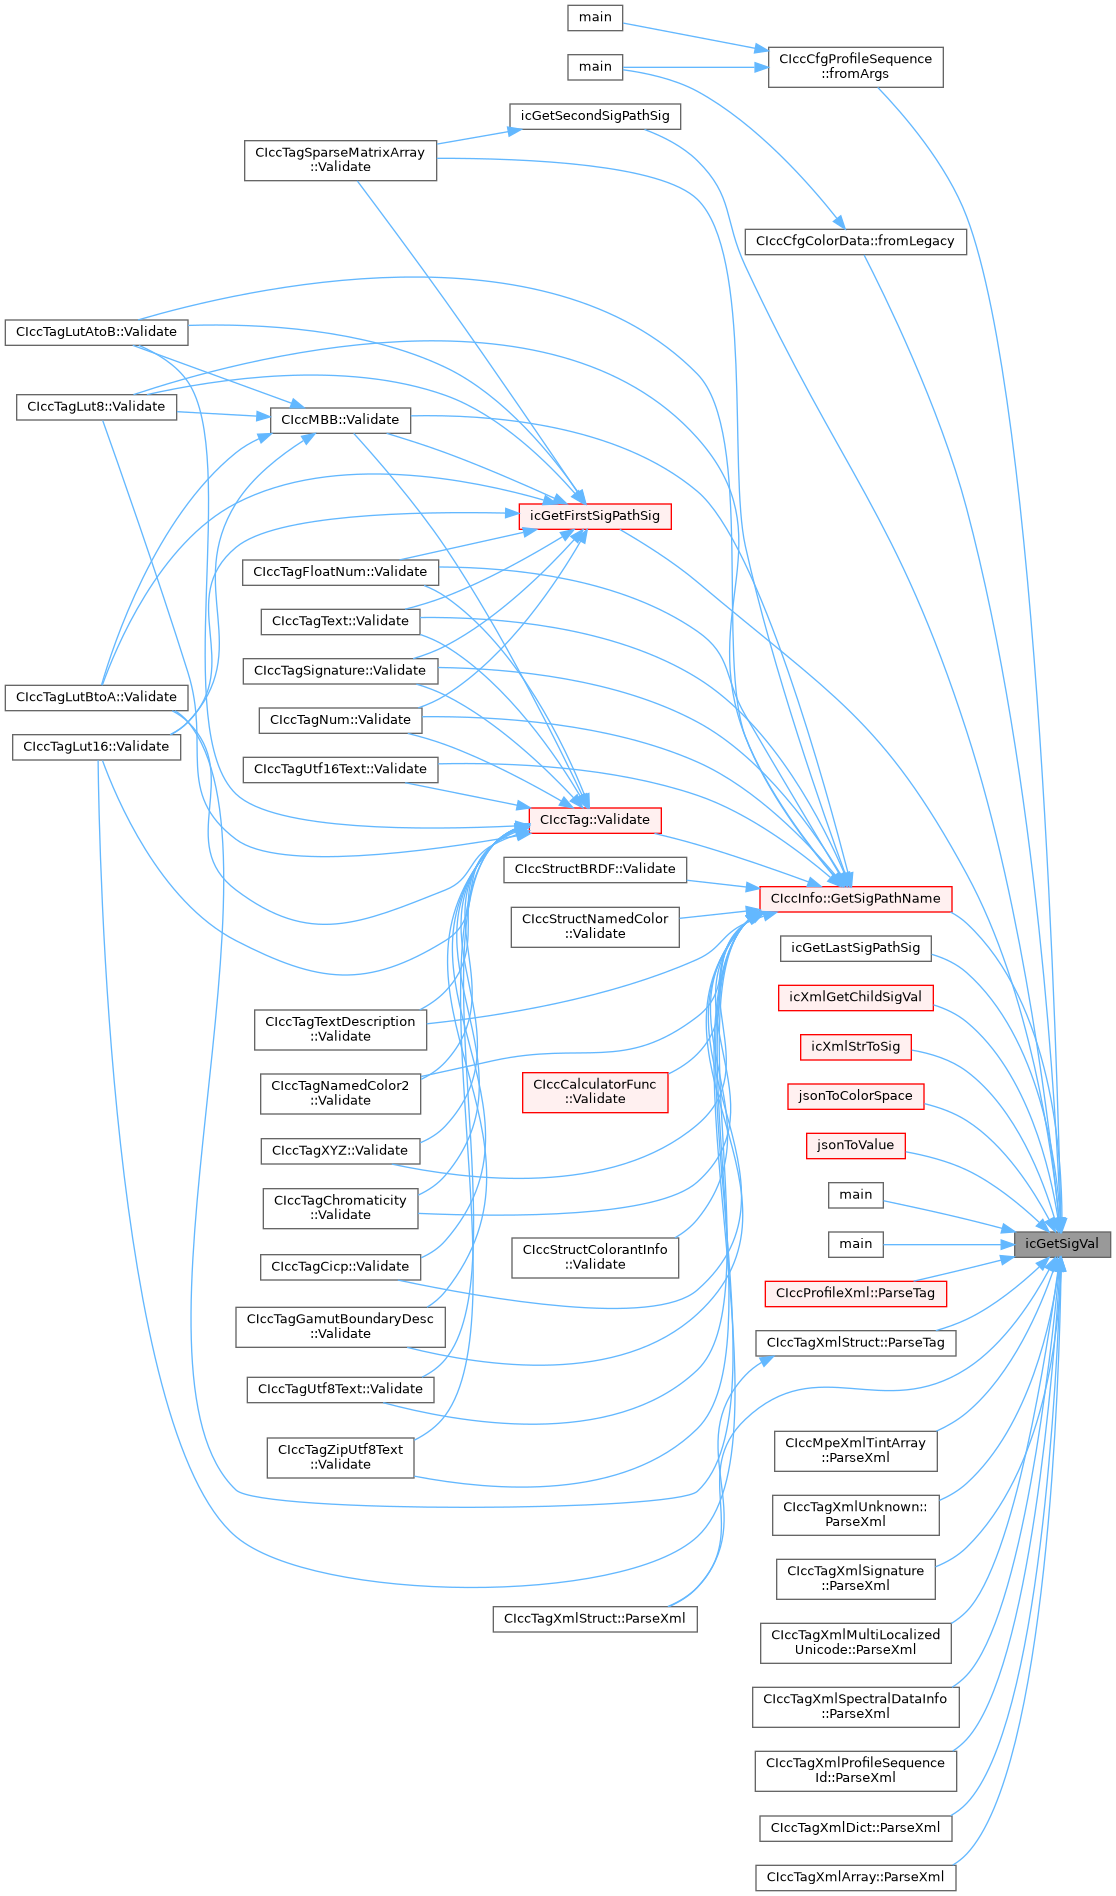 main
CIccCfgProfileSequence
::fromArgs
main
icGetSecondSigPathSig
CIccTagSparseMatrixArray
::Validate
CIccCfgColorData::fromLegacy
CIccTagLutAtoB::Validate
CIccTagLut8::Validate
CIccMBB::Validate
icGetFirstSigPathSig
CIccTagFloatNum::Validate
CIccTagText::Validate
CIccTagSignature::Validate
CIccTagLutBtoA::Validate
CIccTagNum::Validate
CIccTagLut16::Validate
CIccTagUtf16Text::Validate
CIccTag::Validate
CIccStructBRDF::Validate
CIccInfo::GetSigPathName
CIccStructNamedColor
::Validate
icGetLastSigPathSig
icXmlGetChildSigVal
CIccTagTextDescription
::Validate
icXmlStrToSig
CIccTagNamedColor2
::Validate
CIccCalculatorFunc
::Validate
jsonToColorSpace
jsonToValue
CIccTagXYZ::Validate
main
CIccTagChromaticity
::Validate
main
icGetSigVal
CIccStructColorantInfo
::Validate
CIccTagCicp::Validate
CIccProfileXml::ParseTag
CIccTagGamutBoundaryDesc
::Validate
CIccTagXmlStruct::ParseTag
CIccTagUtf8Text::Validate
CIccTagZipUtf8Text
::Validate
CIccMpeXmlTintArray
::ParseXml
CIccTagXmlUnknown::
ParseXml
CIccTagXmlSignature
::ParseXml
CIccTagXmlStruct::ParseXml
CIccTagXmlMultiLocalized
Unicode::ParseXml
CIccTagXmlSpectralDataInfo
::ParseXml
CIccTagXmlProfileSequence
Id::ParseXml
CIccTagXmlDict::ParseXml
CIccTagXmlArray::ParseXml